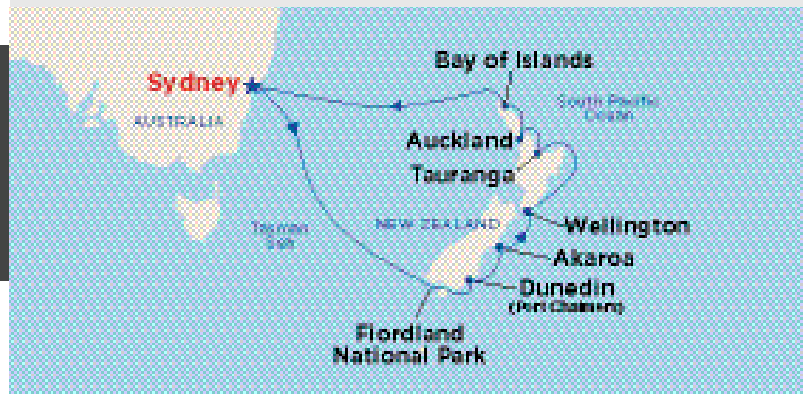 Bay of Islands
Sydney
South Pacific
Ocean
AUSTRALIA
Auckland
Tauranga
Tasman
Sea
NEW ZEALAND
Wellington
Akaroa
Dunedin
(Port Chalmers)
Fiordland
National Park